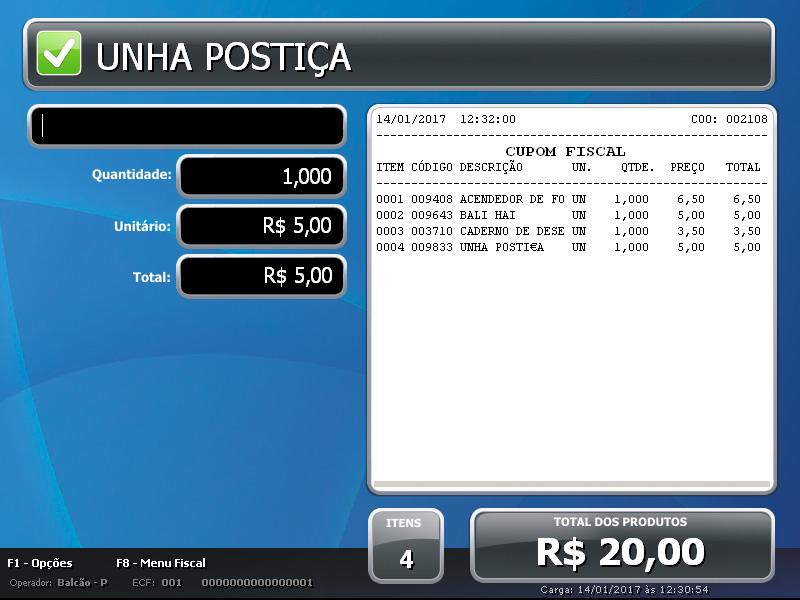 UNHA POSTIÇA
Quantidade: 1,000
Unitário: R$ 5,00
Total: R$ 5,00
14/01/2017 12:32:00 COO: 002108
CUPOM FISCAL
ITEM CÓDIGO DESCRIÇÃO UN. QTDE. PREÇO TOTAL
0001 009408 ACENDEDOR DE FO UN 1,000 6,50 6,50
0002 009643 BALI HAI UN 1,000 5,00 5,00
0003 003710 CADERNO DE DESE UN 1,000 3,50 3,50
0004 009833 UNHA POSTI€A UN 1,000 5,00 5,00
ITENS
4
TOTAL DOS PRODUTOS
R$ 20,00
F1 - Opções F8 - Menu Fiscal
Operador: Balcão - P ECF: 001 0000000000000001
Carga: 14/01/2017 às 12:30:54